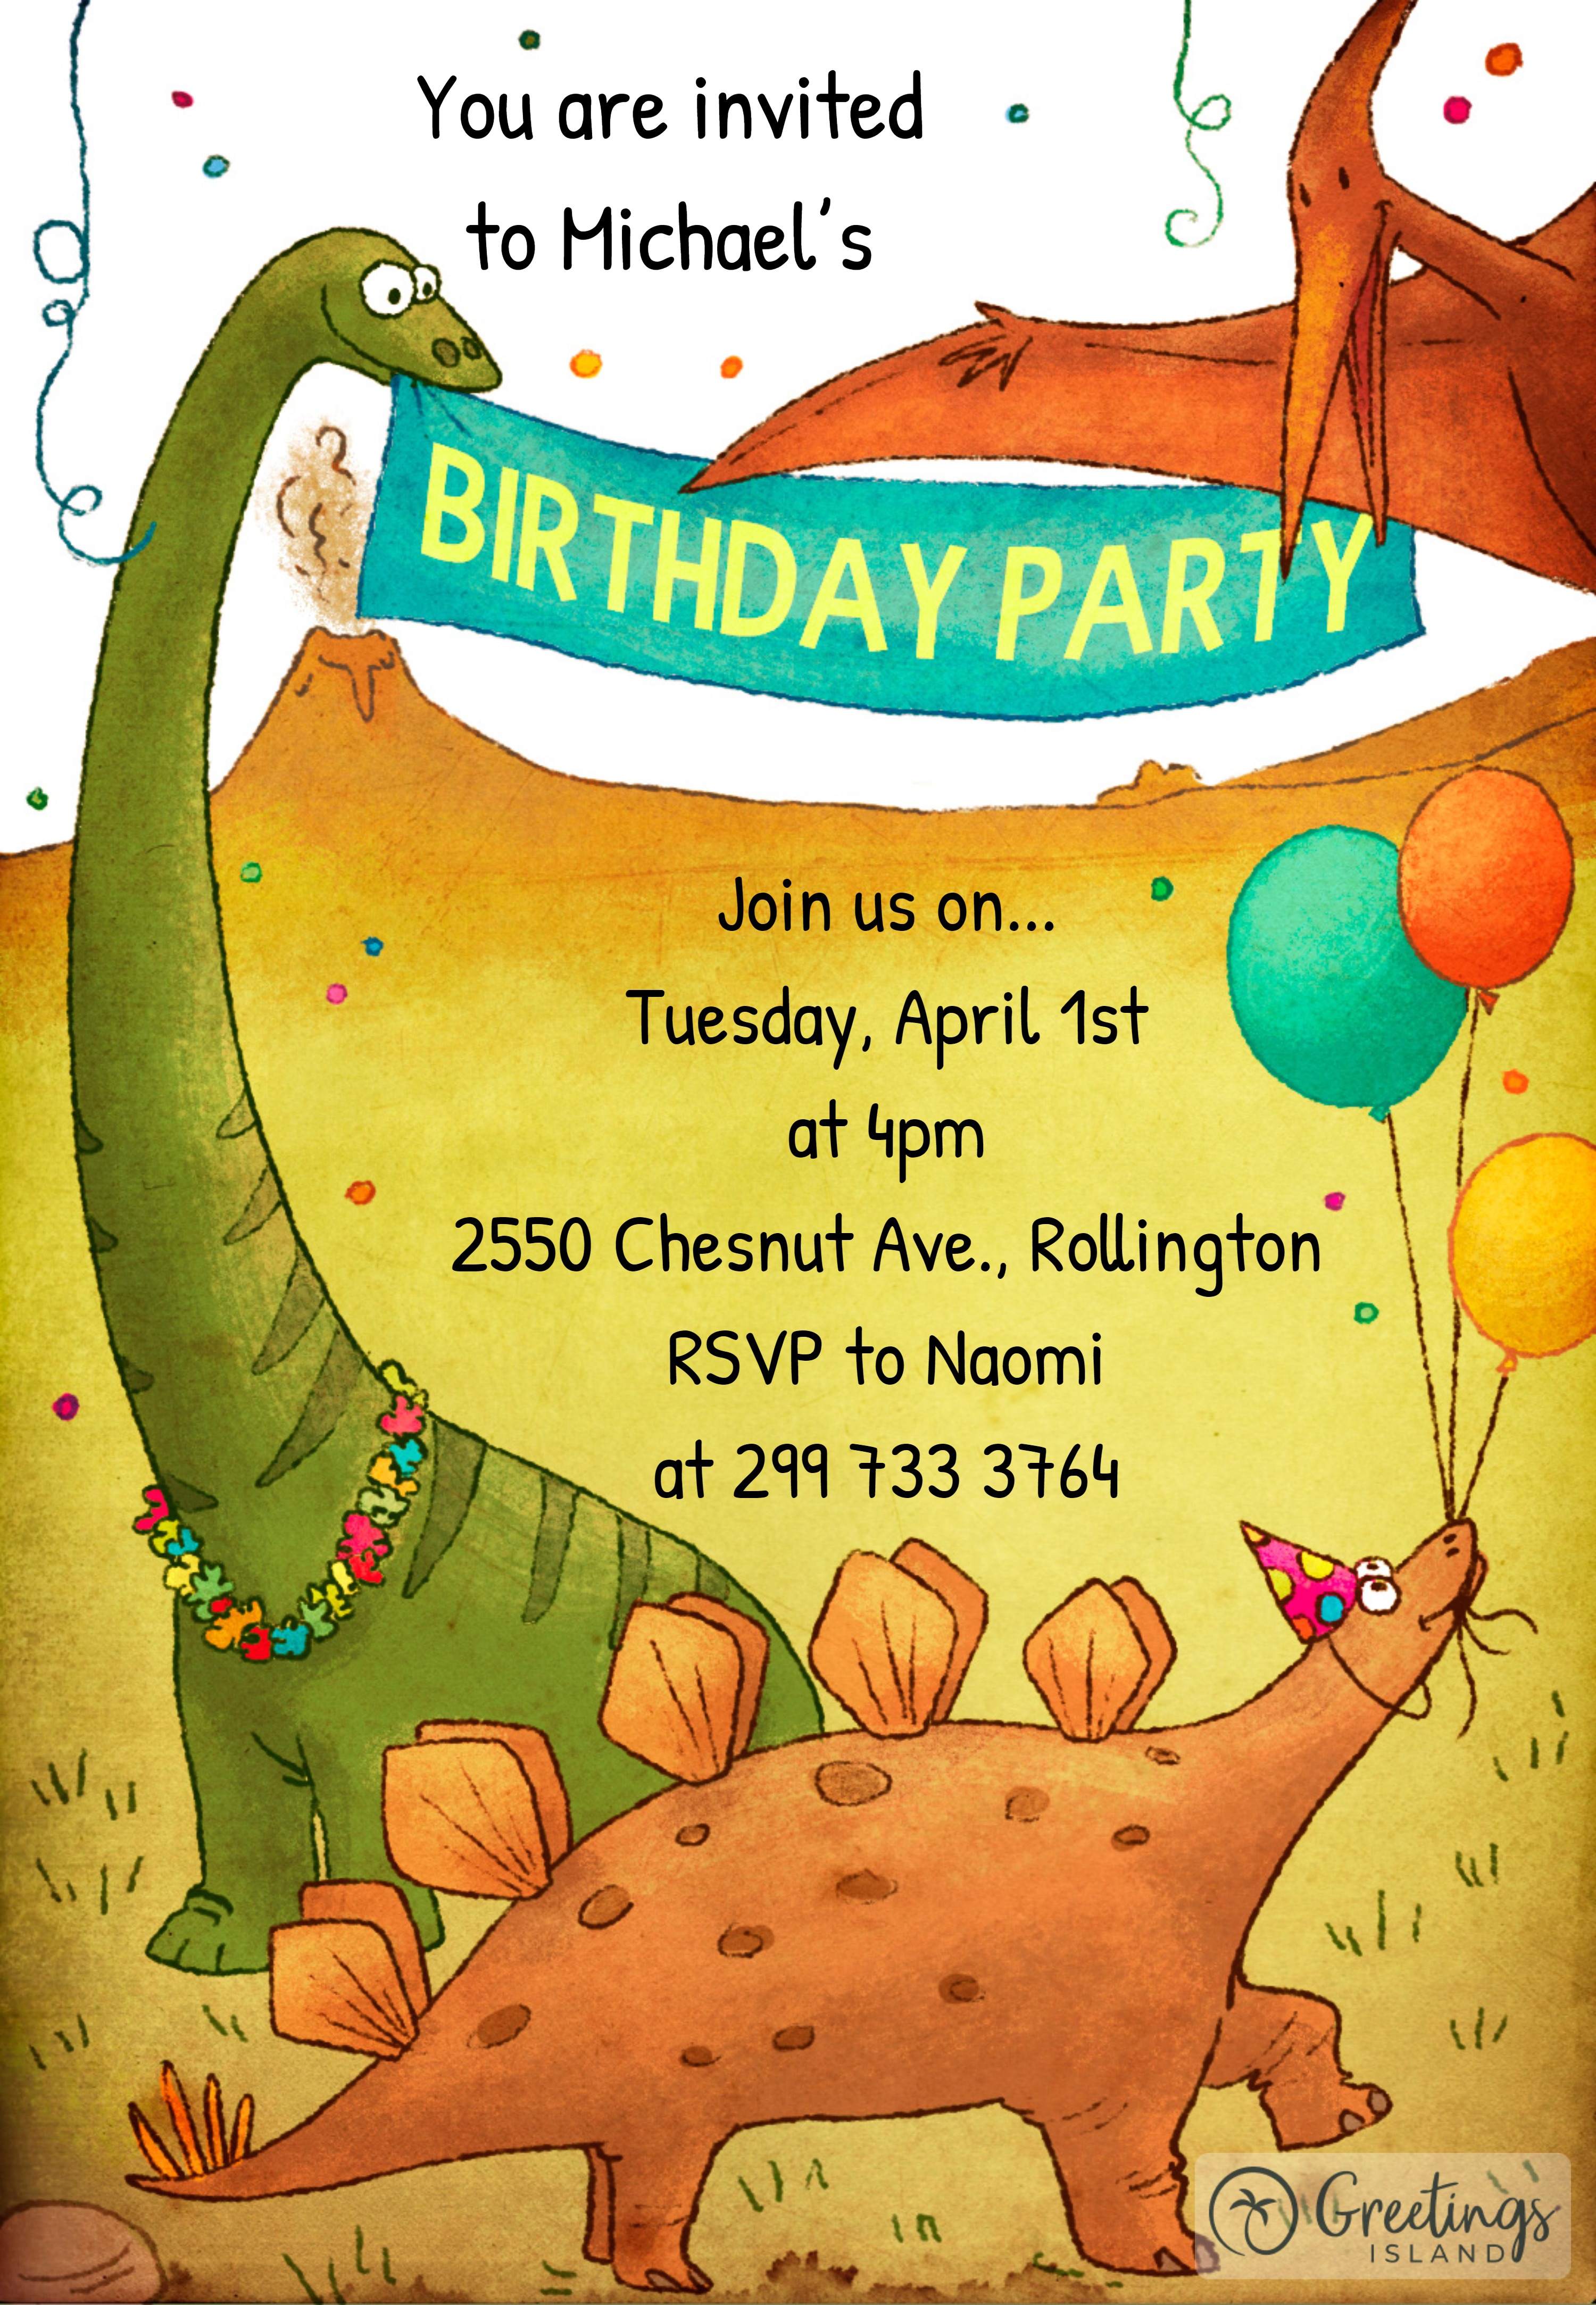 You are invited
to Michael's
BIRTHDAY PARTY
Join us on...
Tuesday, April 1st
at 4pm
2550 Chesnut Ave., Rollington
RSVP to Naomi
at 299 733 3764
Greetings
ISLAND